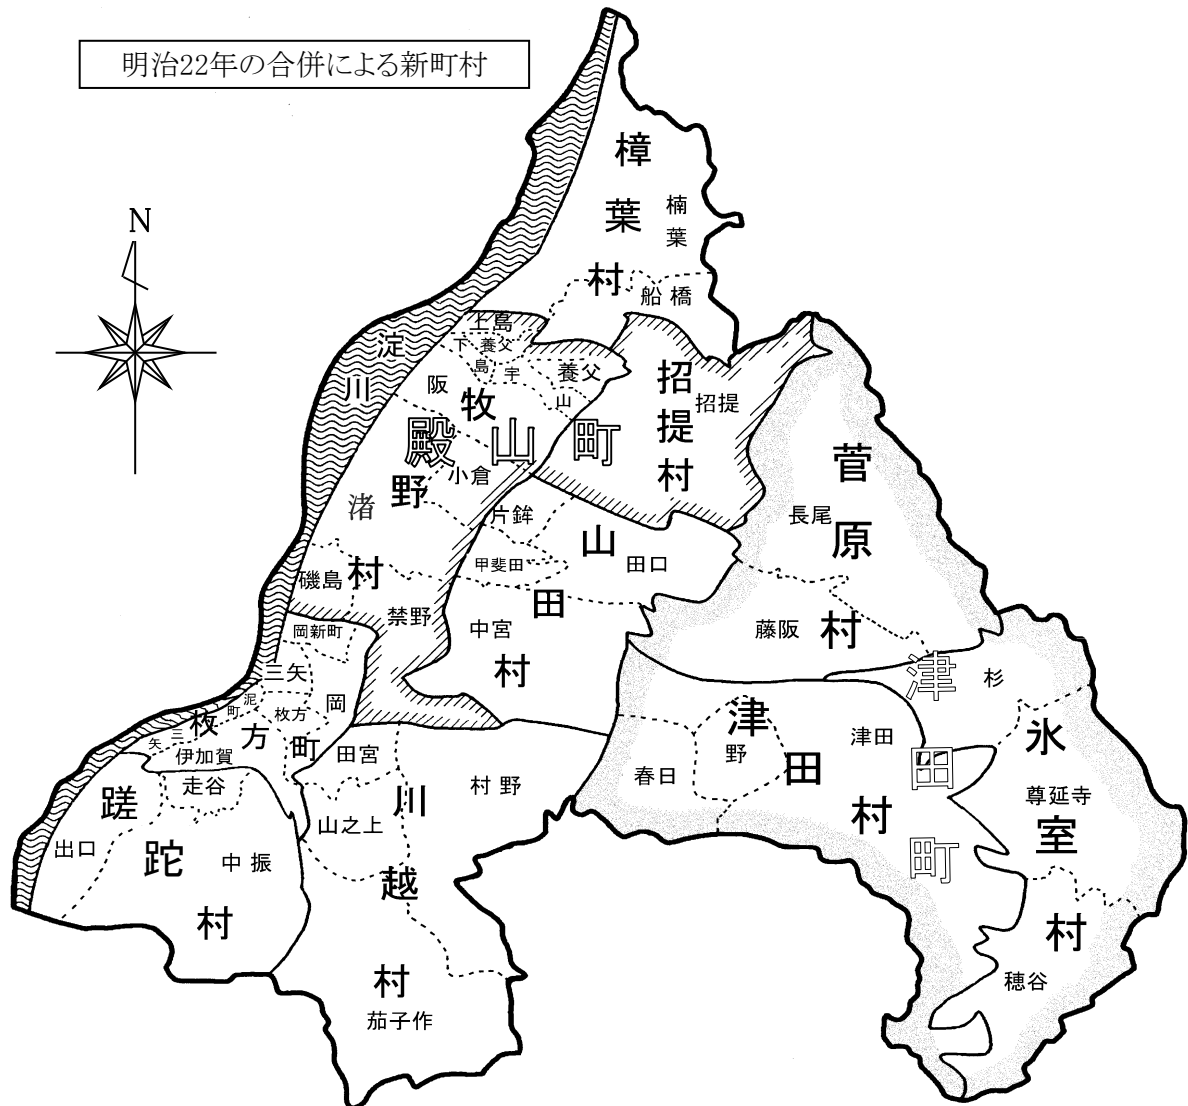 明治22年の合併による新町村
N
樟葉村
楠葉
船橋
淀川
上島
下島
養父
宇山
養父
阪
牧野村
殿山町
招提村
招提
小倉
渚
片鉾
磯島
甲斐田
禁野
山田村
田口
中宮
菅原村
長尾
藤阪
岡新町
三矢
泥町
枚方
岡
枚方町
三矢
伊加賀
走谷
蹉跎村
出口
中振
田宮
村野
山之上
川越村
茄子作
津田村
津田
野
春日
津田町
杉
氷室村
尊延寺
穂谷